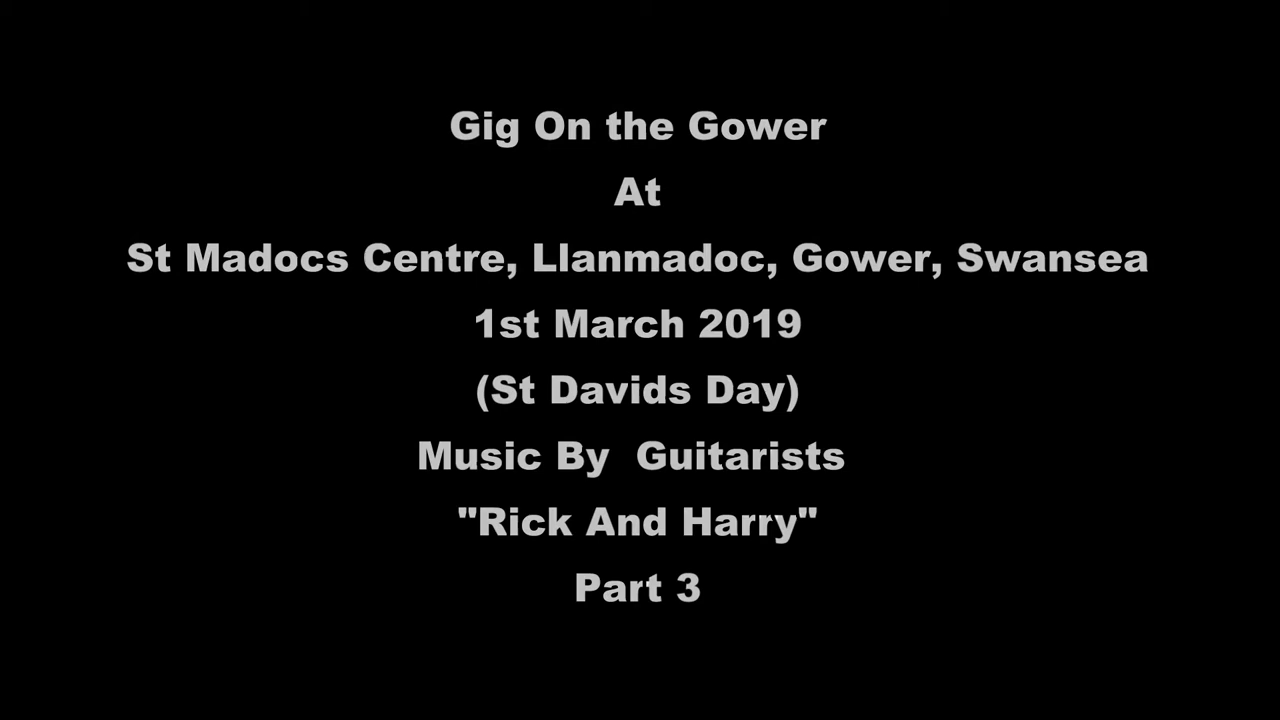 Gig On the Gower
At
St Madocs Centre, Llanmadoc, Gower, Swansea
1st March 2019
(St Davids Day)
Music By  Guitarists
"Rick And Harry"
Part 3